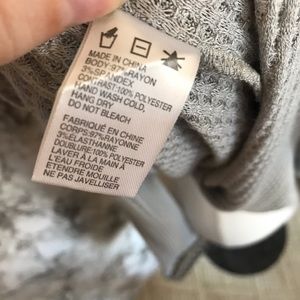 MADE IN CHINA
BODY:97%RAYON
3%SPANDEX
CONTRAST:100% POLYESTER
HAND WASH COLD,
HANG DRY
DO NOT BLEACH
FABRIQUÉ EN CHINE
CORPS:97%RAYONNE
3%ÉLASTHANNE
DOUBLURE:100% POLYESTER
LAVER À LA MAIN À
L'EAU FROIDE
ETENDRE MOUILLE
NE PAS JAVELLISER